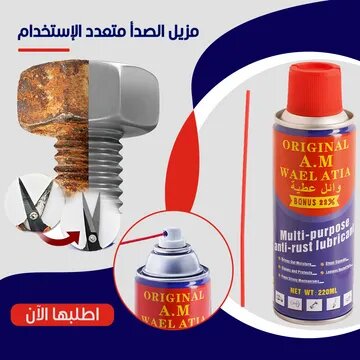 مزيل الصدأ متعدد الإستخدام
ORIGINAL
A.M
WAEL ATIA
وائل عطية
BONUS 23%
Multi-purpose
anti-rust lubricant
NET WT: 220ML
ORIGINAL
A.M
WAEL ATIA
اطلبها الآن